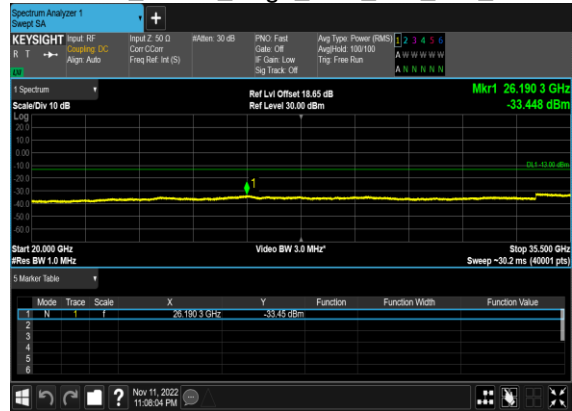 Spectrum Analyzer 1
Swept SA
KEYSIGHT
R T
Input: RF
Coupling: DC
Align: Auto
Input Z: 50 Ω
Corr CCorr
Freq Ref: Int (S)
#Atten: 30 dB
PNO: Fast
Gate: Off
IF Gain: Low
Sig Track: Off
Avg Type: Power (RMS)
Avg|Hold: 100/100
Trig: Free Run
1 2 3 4 5 6
A W W W W W
A N N N N N
1 Spectrum
Scale/Div 10 dB
Ref Lvl Offset 18.65 dB
Ref Level 30.00 dBm
Mkr1 26.190 3 GHz
-33.448 dBm
Log
20.0
10.0
0.00
-10.0
-20.0
-30.0
-40.0
-50.0
-60.0
DL1 -13.00 dBm
1
Start 20.000 GHz
#Res BW 1.0 MHz
Video BW 3.0 MHz*
Stop 35.500 GHz
Sweep ~30.2 ms (40001 pts)
5 Marker Table
Mode Trace Scale X Y Function Function Width Function Value
1 N 1 f 26.190 3 GHz -33.45 dBm
2
3
4
5
6
?
Nov 11, 2022
11:08:04 PM